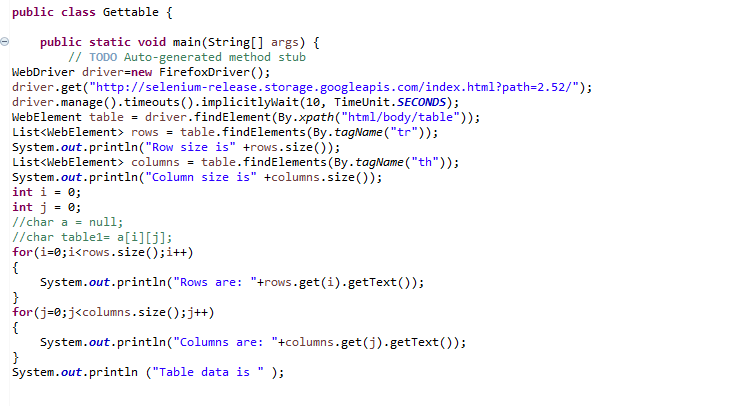 public class Gettable {
public static void main(String[] args) {
// TODO Auto-generated method stub
WebDriver driver=new FirefoxDriver();
driver.get("http://selenium-release.storage.googleapis.com/index.html?path=2.52/");
driver.manage().timeouts().implicitlyWait(10, TimeUnit.SECONDS);
WebElement table = driver.findElement(By.xpath("html/body/table"));
List<WebElement> rows = table.findElements(By.tagName("tr"));
System.out.println("Row size is" +rows.size());
List<WebElement> columns = table.findElements(By.tagName("th"));
System.out.println("Column size is" +columns.size());
int i = 0;
int j = 0;
//char a = null;
//char table1= a[i][j];
for(i=0;i<rows.size();i++)
{
System.out.println("Rows are: "+rows.get(i).getText());
}
for(j=0;j<columns.size();j++)
{
System.out.println("Columns are: "+columns.get(j).getText());
}
System.out.println ("Table data is " );